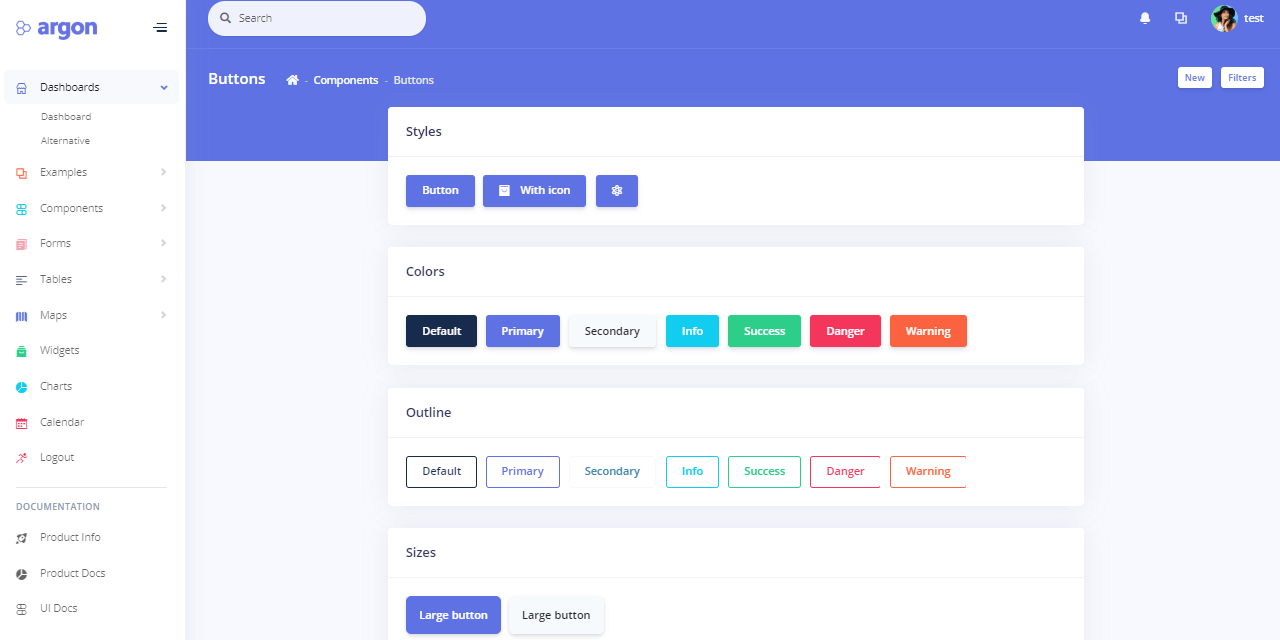 argon
Search
test
Buttons
- Components - Buttons
New
Filters
Dashboards
Dashboard
Alternative
Examples
Components
Forms
Tables
Maps
Widgets
Charts
Calendar
Logout
DOCUMENTATION
Product Info
Product Docs
UI Docs
Styles
Button
With icon
Colors
Default
Primary
Secondary
Info
Success
Danger
Warning
Outline
Default
Primary
Secondary
Info
Success
Danger
Warning
Sizes
Large button
Large button